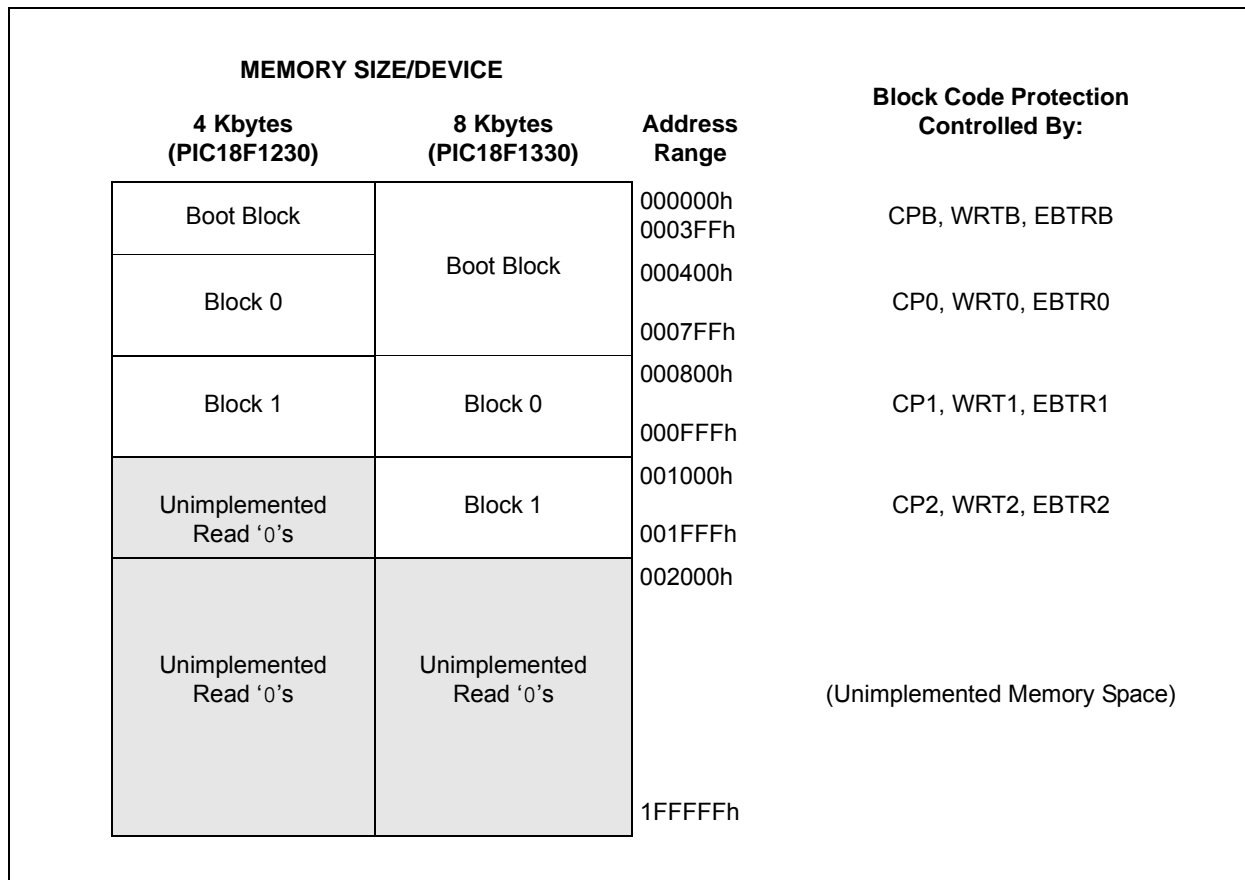 MEMORY SIZE/DEVICE
Block Code Protection
Controlled By:
4 Kbytes
(PIC18F1230)
8 Kbytes
(PIC18F1330)
Address
Range
Boot Block
Boot Block
000000h
0003FFh
CPB, WRTB, EBTRB
Block 0
000400h
0007FFh
CP0, WRT0, EBTR0
Block 1
Block 0
000800h
000FFFh
CP1, WRT1, EBTR1
Unimplemented
Read ‘0’s
Block 1
001000h
001FFFh
CP2, WRT2, EBTR2
Unimplemented
Read ‘0’s
Unimplemented
Read ‘0’s
002000h
1FFFFFh
(Unimplemented Memory Space)